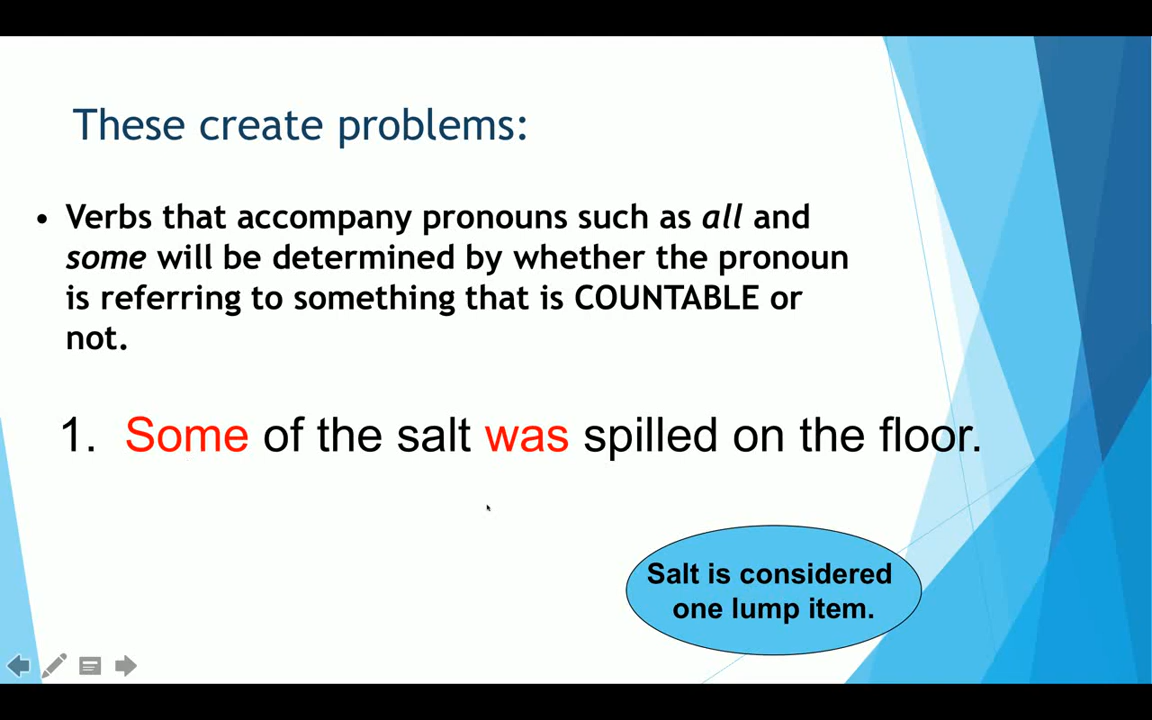 These create problems:
• Verbs that accompany pronouns such as all and
some will be determined by whether the pronoun
is referring to something that is COUNTABLE or
not.
1. Some of the salt was spilled on the floor.
Salt is considered
one lump item.